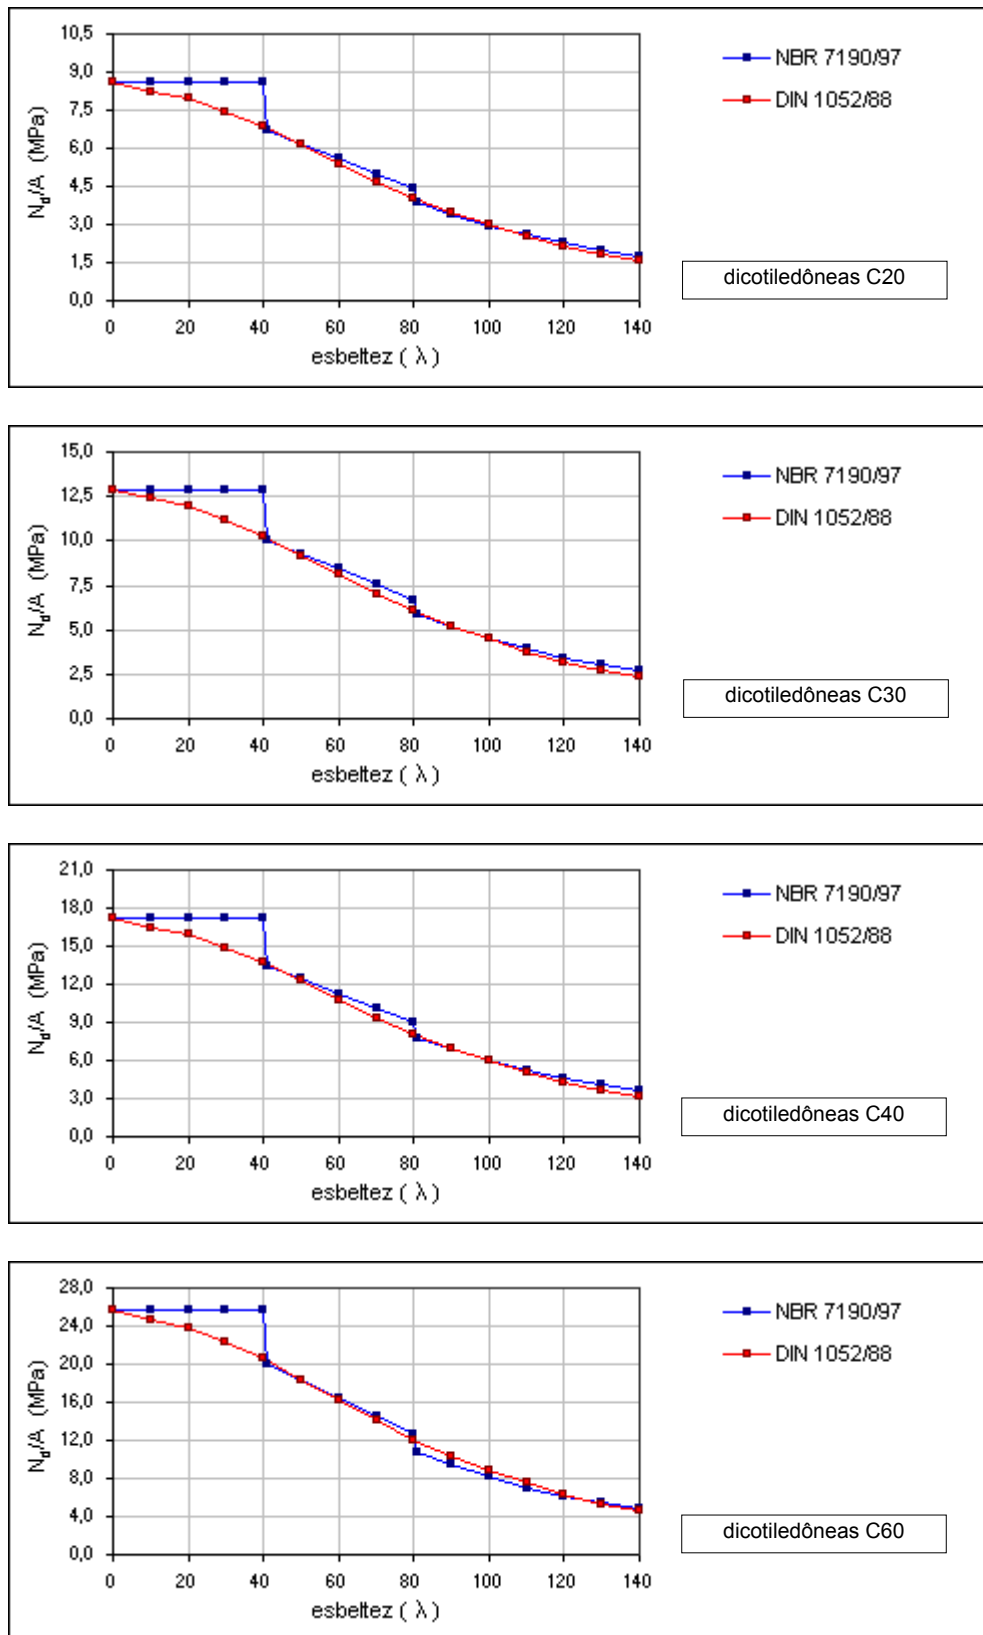 10,5
9,0
7,5
6,0
4,5
3,0
1,5
0,0
N_d/A (MPa)
0 20 40 60 80 100 120 140
esbeltez ( λ )
NBR 7190/97
DIN 1052/88
dicotiledôneas C20
15,0
12,5
10,0
7,5
5,0
2,5
0,0
N_d/A (MPa)
0 20 40 60 80 100 120 140
esbeltez ( λ )
NBR 7190/97
DIN 1052/88
dicotiledôneas C30
21,0
18,0
15,0
12,0
9,0
6,0
3,0
0,0
N_d/A (MPa)
0 20 40 60 80 100 120 140
esbeltez ( λ )
NBR 7190/97
DIN 1052/88
dicotiledôneas C40
28,0
24,0
20,0
16,0
12,0
8,0
4,0
0,0
N_d/A (MPa)
0 20 40 60 80 100 120 140
esbeltez ( λ )
NBR 7190/97
DIN 1052/88
dicotiledôneas C60